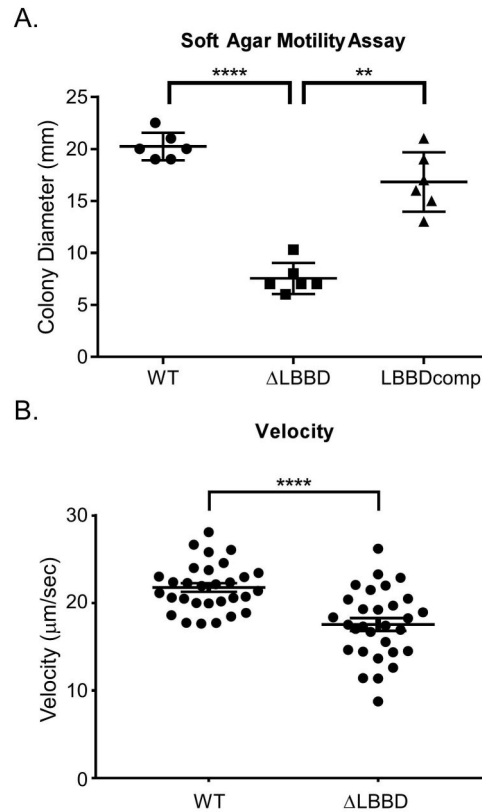 A.
Soft Agar Motility Assay
****
**
25
20
15
10
5
0
Colony Diameter (mm)
WT ΔLBBD LBBDcomp
B.
Velocity
****
30
20
10
0
Velocity (μm/sec)
WT ΔLBBD